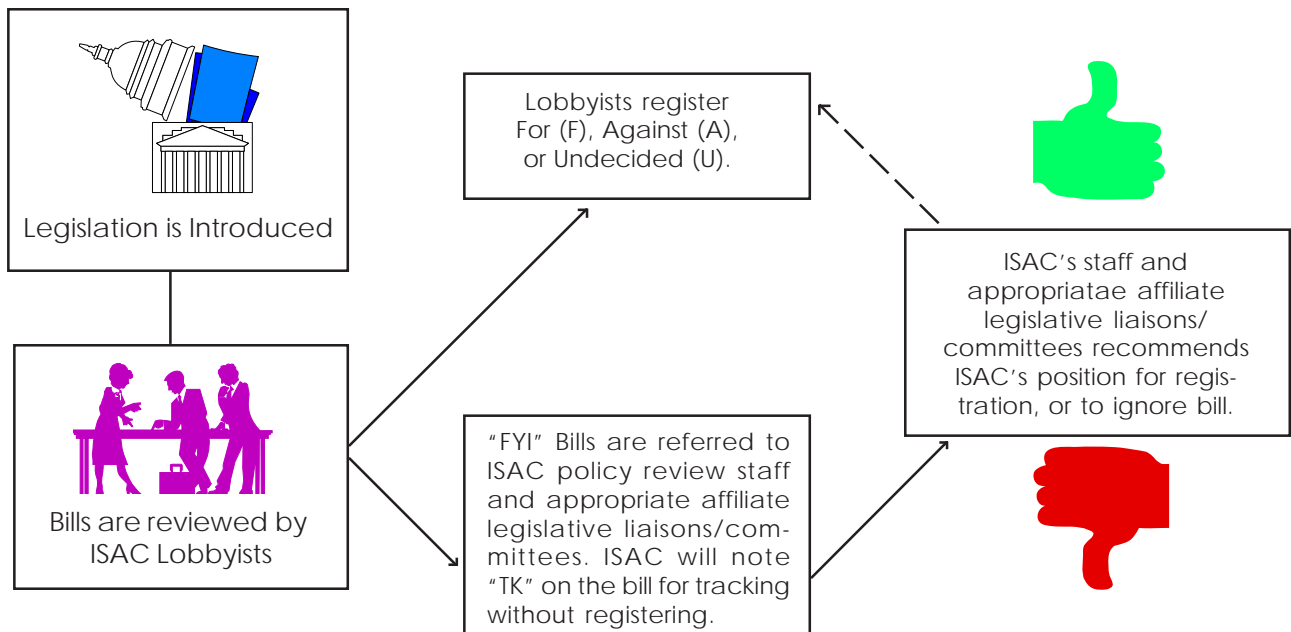 Legislation is Introduced
Bills are reviewed by
ISAC Lobbyists
Lobbyists register
For (F), Against (A),
or Undecided (U).
“FYI” Bills are referred to
ISAC policy review staff
and appropriate affiliate
legislative liaisons/com-
mittees. ISAC will note
“TK” on the bill for tracking
without registering.
ISAC’s staff and
appropriatae affiliate
legislative liaisons/
committees recommends
ISAC’s position for regis-
tration, or to ignore bill.